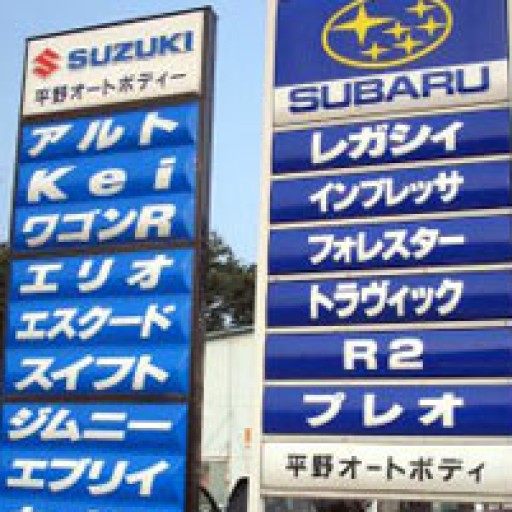 SUZUKI
平野オートボディー
アルト
Kei
ワゴンR
エリオ
エスクード
スイフト
ジムニー
エブリイ
SUBARU
レガシィ
インプレッサ
フォレスター
トラヴィック
R2
プレオ
平野オートボディ